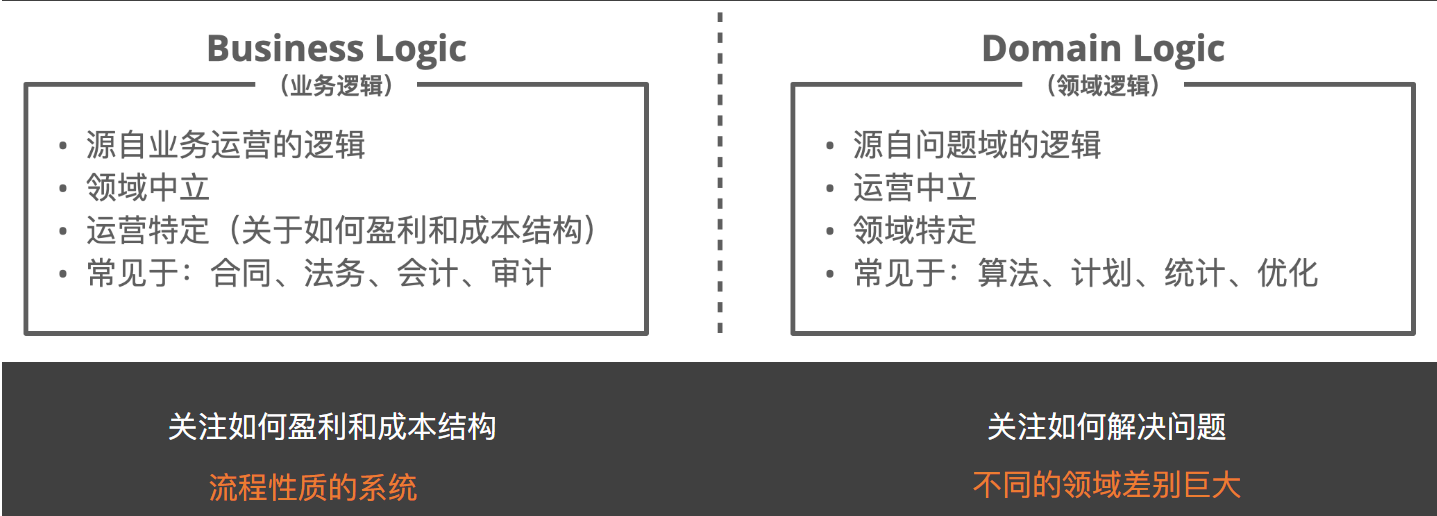 Business Logic
（业务逻辑）
• 源自业务运营的逻辑
• 领域中立
• 运营特定（关于如何盈利和成本结构）
• 常见于：合同、法务、会计、审计
Domain Logic
（领域逻辑）
• 源自问题域的逻辑
• 运营中立
• 领域特定
• 常见于：算法、计划、统计、优化
关注如何盈利和成本结构
流程性质的系统
关注如何解决问题
不同的领域差别巨大